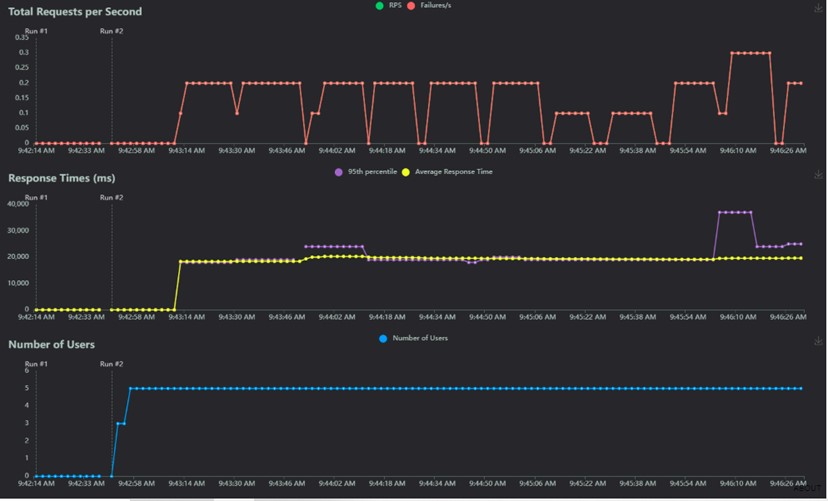 Total Requests per Second
RPS Failures/s
Run #1 Run #2
0.35
0.3
0.25
0.2
0.15
0.1
0.05
0
9:42:14 AM 9:42:33 AM 9:42:58 AM 9:43:14 AM 9:43:30 AM 9:43:46 AM 9:44:02 AM 9:44:18 AM 9:44:34 AM 9:44:50 AM 9:45:06 AM 9:45:22 AM 9:45:38 AM 9:45:54 AM 9:46:10 AM 9:46:26 AM
Response Times (ms)
95th percentile Average Response Time
Run #1 Run #2
40,000
30,000
20,000
10,000
0
9:42:14 AM 9:42:33 AM 9:42:58 AM 9:43:14 AM 9:43:30 AM 9:43:46 AM 9:44:02 AM 9:44:18 AM 9:44:34 AM 9:44:50 AM 9:45:06 AM 9:45:22 AM 9:45:38 AM 9:45:54 AM 9:46:10 AM 9:46:26 AM
Number of Users
Number of Users
Run #1 Run #2
6
5
4
3
2
1
0
9:42:14 AM 9:42:33 AM 9:42:58 AM 9:43:14 AM 9:43:30 AM 9:43:46 AM 9:44:02 AM 9:44:18 AM 9:44:34 AM 9:44:50 AM 9:45:06 AM 9:45:22 AM 9:45:38 AM 9:45:54 AM 9:46:10 AM 9:46:26 AM
ABOUT